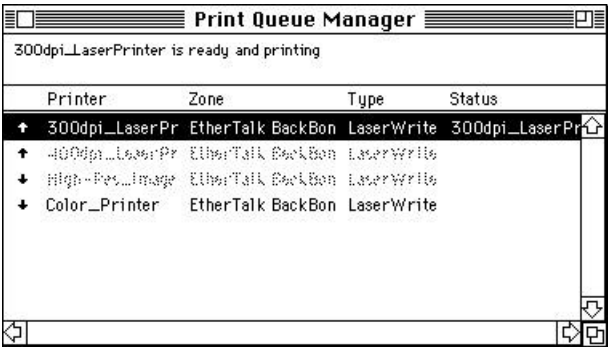 Print Queue Manager
300dpi_LaserPrinter is ready and printing
Printer Zone Type Status
300dpi_LaserPr EtherTalk BackBon LaserWrite 300dpi_LaserPr
400dpi_LaserPr EtherTalk BackBon LaserWrite
High-Res_Image EtherTalk BackBon LaserWrite
Color_Printer EtherTalk BackBon LaserWrite